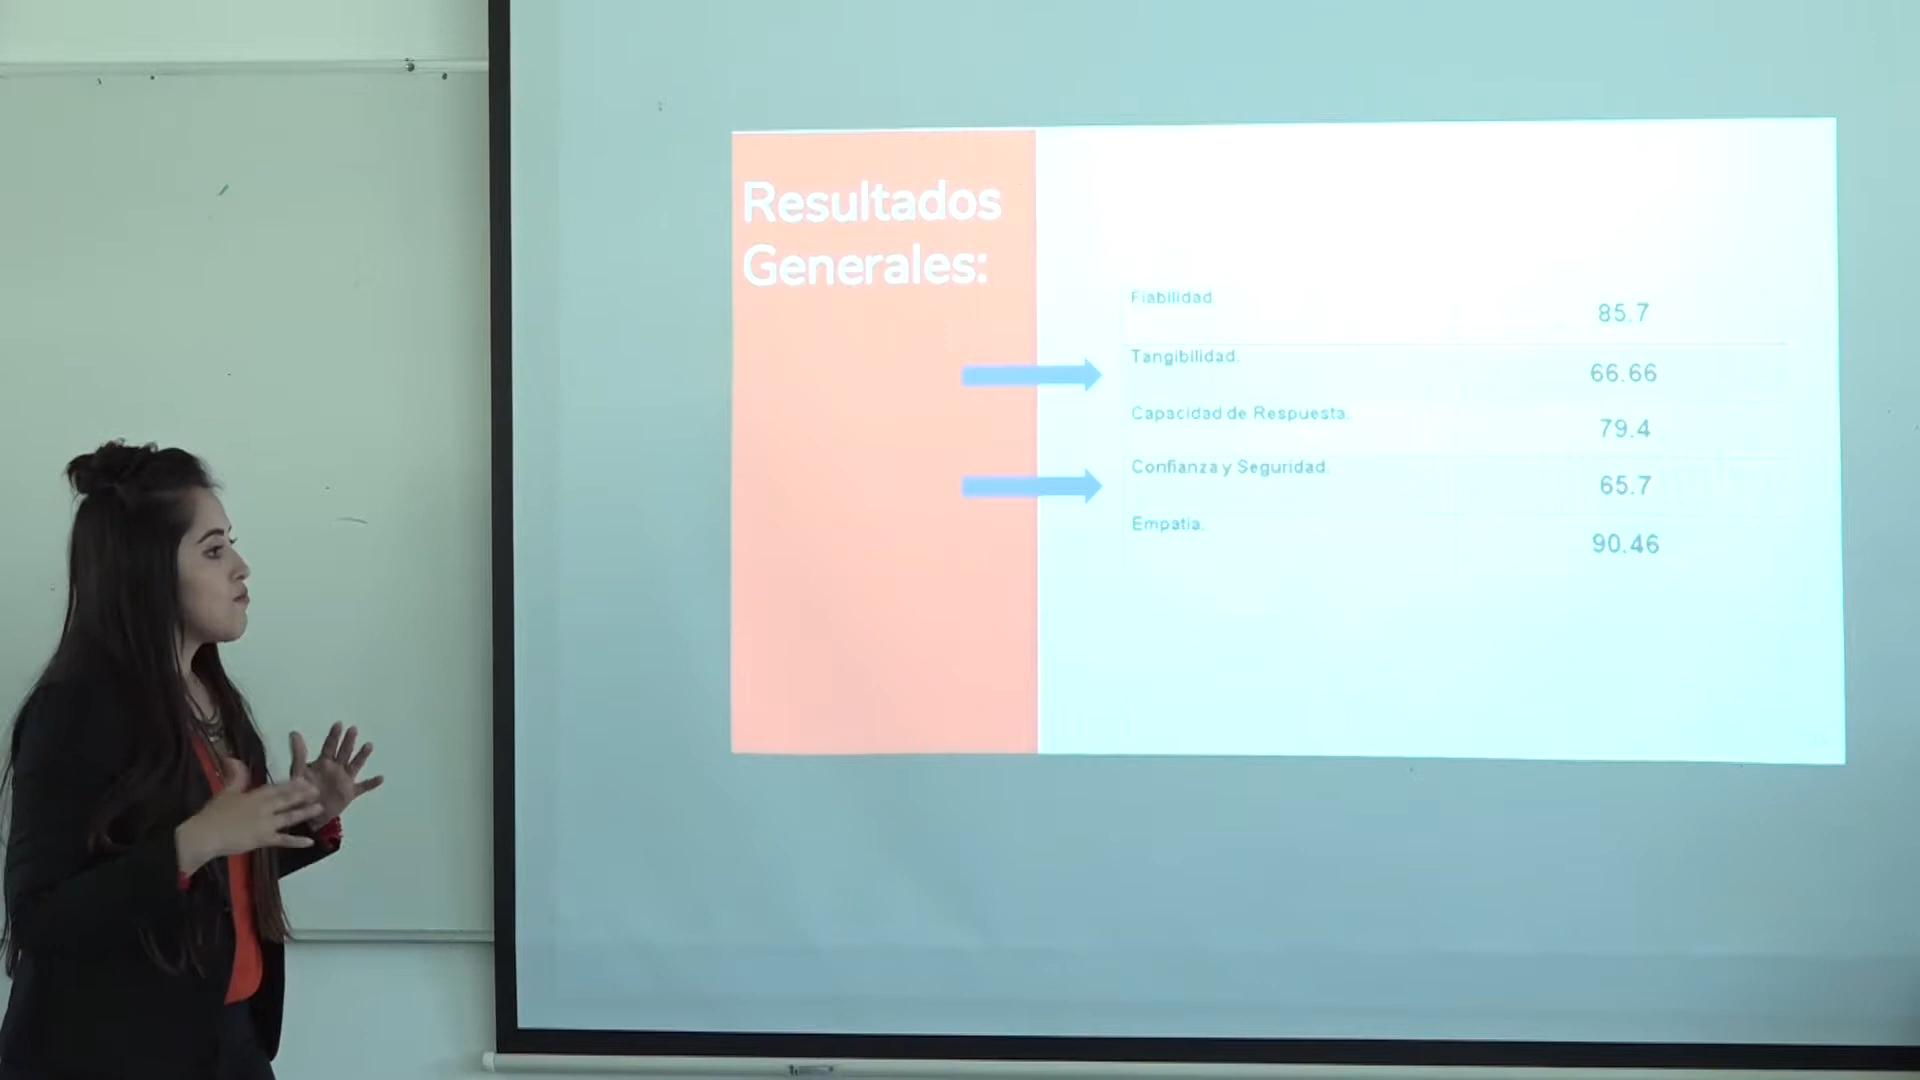 Resultados
Generales:
Fiabilidad
85.7
Tangibilidad.
66.66
Capacidad de Respuesta.
79.4
Confianza y Seguridad.
65.7
Empatia.
90.46